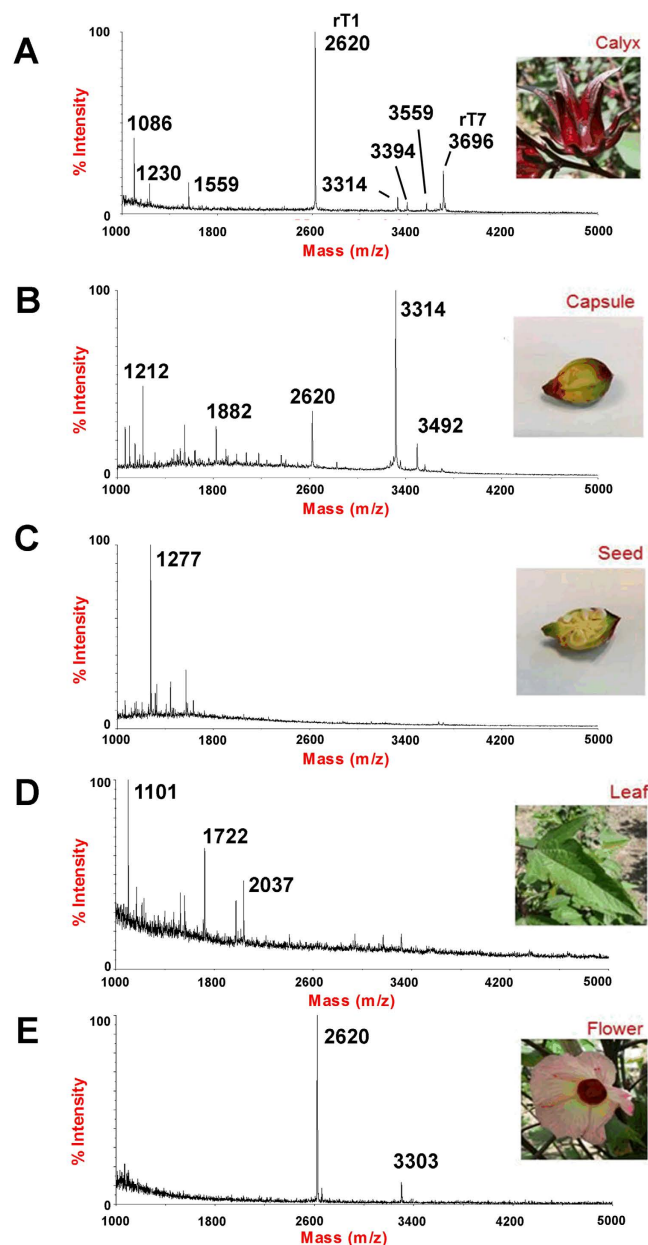 A
Calyx
% Intensity
100
0
rT1
2620
1086
1230
1559
3314
3394
3559
rT7
3696
1000 1800 2600 3400 4200 5000
Mass (m/z)
B
Capsule
% Intensity
100
0
1212
1882
2620
3314
3492
1000 1800 2600 3400 4200 5000
Mass (m/z)
C
Seed
% Intensity
100
0
1277
1000 1800 2600 3400 4200 5000
Mass (m/z)
D
Leaf
% Intensity
100
0
1101
1722
2037
1000 1800 2600 3400 4200 5000
Mass (m/z)
E
Flower
% Intensity
100
0
2620
3303
1000 1800 2600 3400 4200 5000
Mass (m/z)